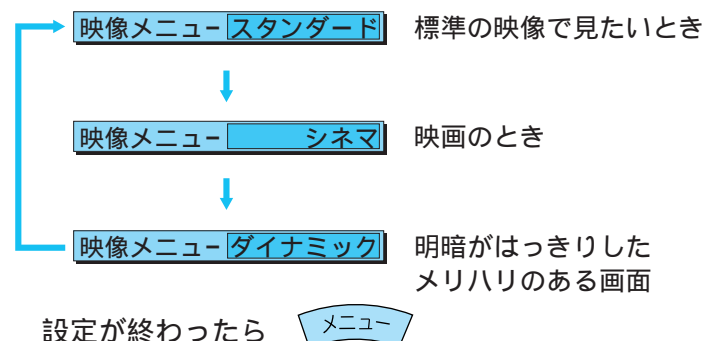 映像メニュー スタンダード 標準の映像で見たいとき
映像メニュー シネマ 映画のとき
映像メニュー ダイナミック 明暗がはっきりした
メリハリのある画面
設定が終わったら メニュー